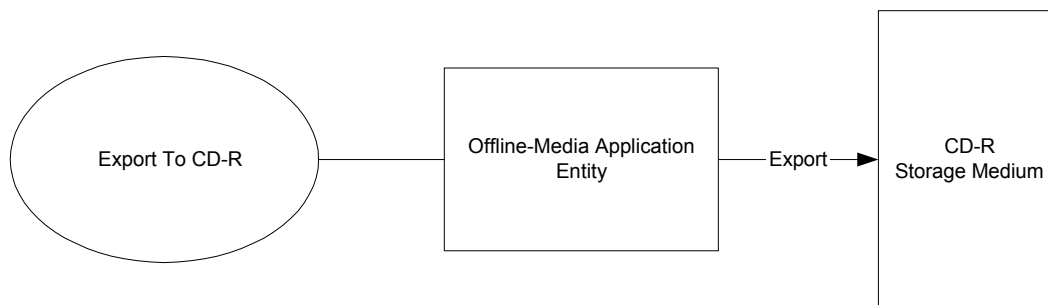 Export To CD-R
Offline-Media Application
Entity
Export
CD-R
Storage Medium